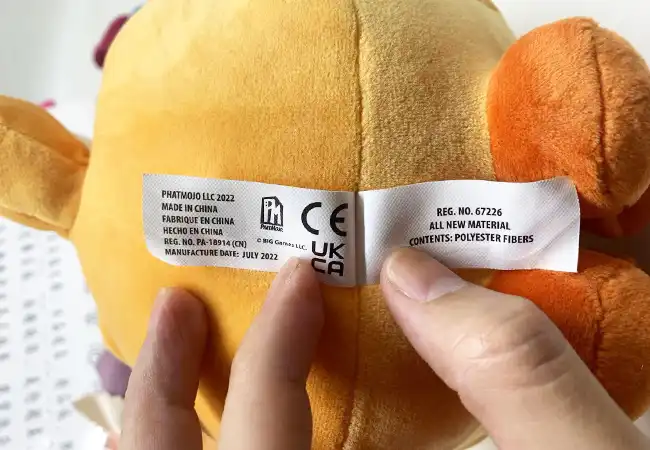 PHATMOJO LLC 2022
MADE IN CHINA
FABRIQUE EN CHINA
HECHO EN CHINA
REG. NO. PA-18914 (CN)
MANUFACTURE DATE: JULY 2022
PM
PHATMOJO
© BIG Games LLC.
CE
UK
CA
REG. NO. 67226
ALL NEW MATERIAL
CONTENTS: POLYESTER FIBERS